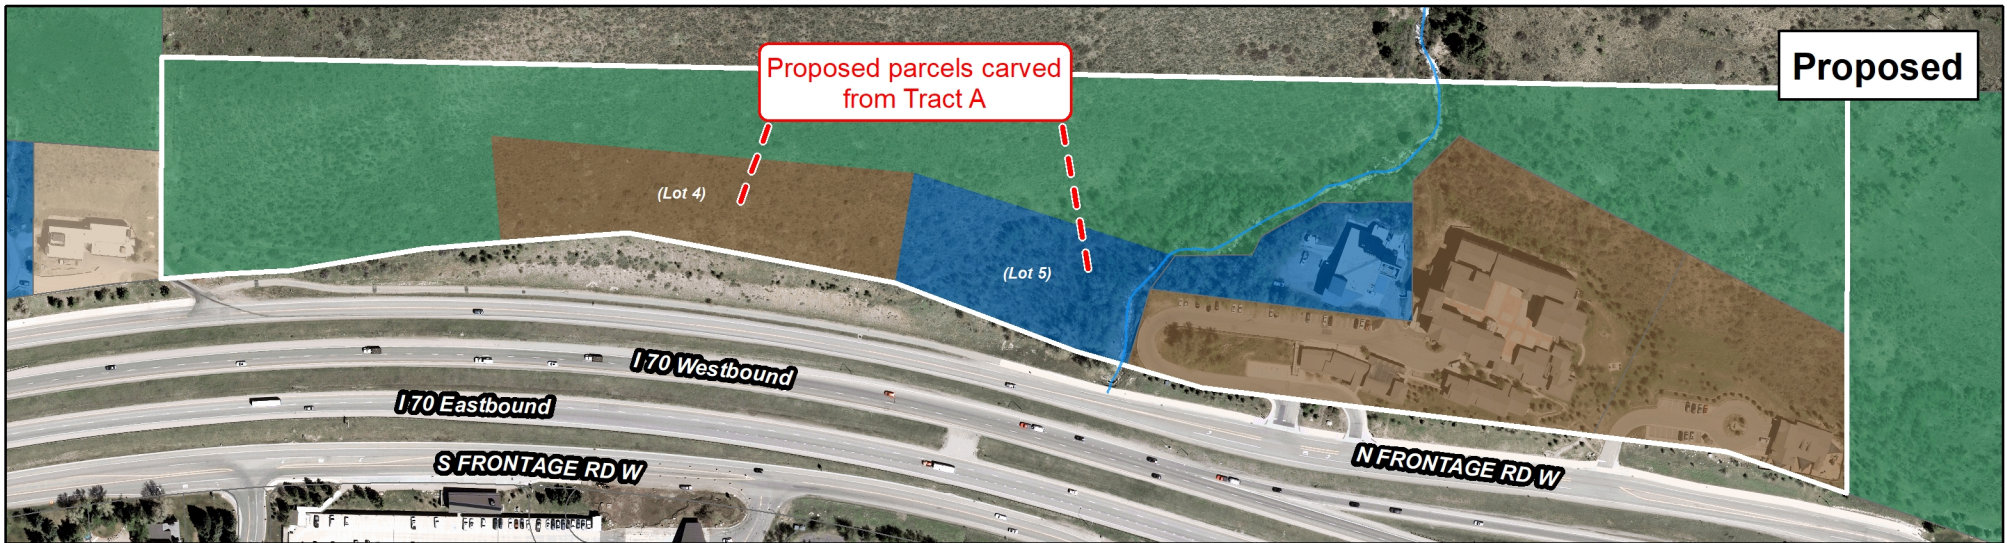 Proposed
Proposed parcels carved
from Tract A
(Lot 4)
(Lot 5)
I 70 Westbound
I 70 Eastbound
S FRONTAGE RD W
N FRONTAGE RD W